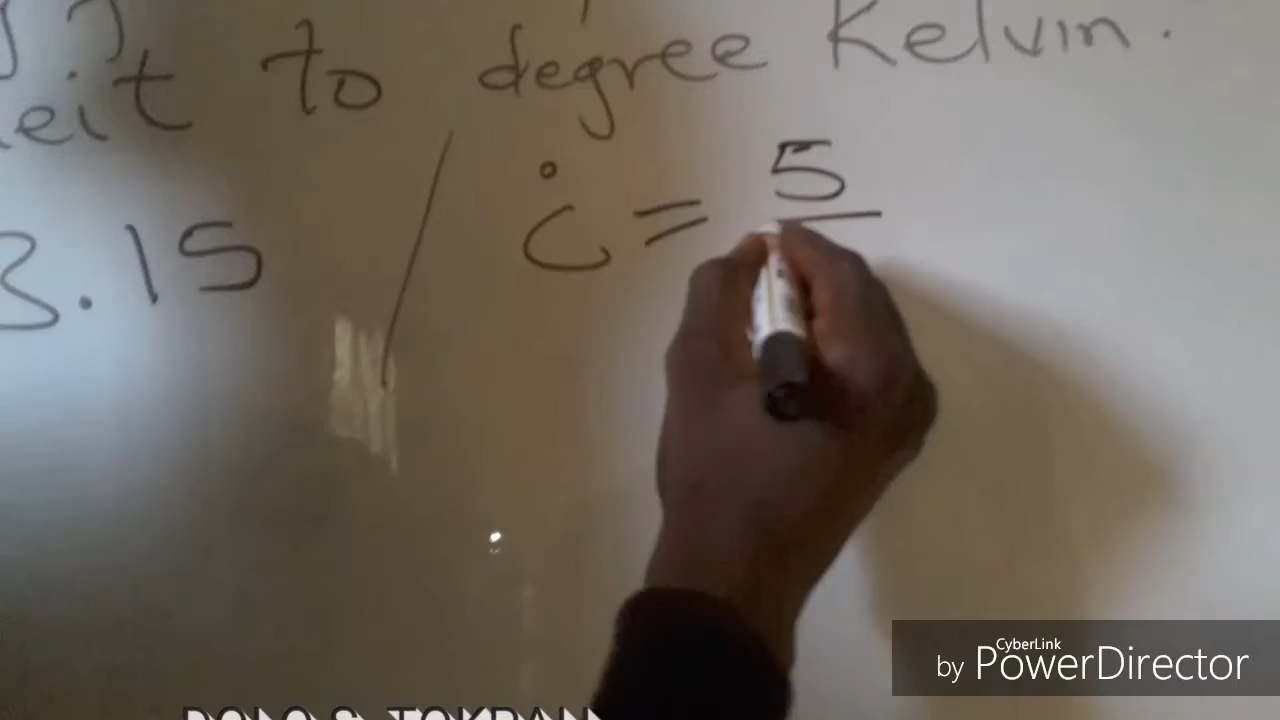 eit to degree Kelvin.
3.15 / °C = 5
CyberLink
by PowerDirector